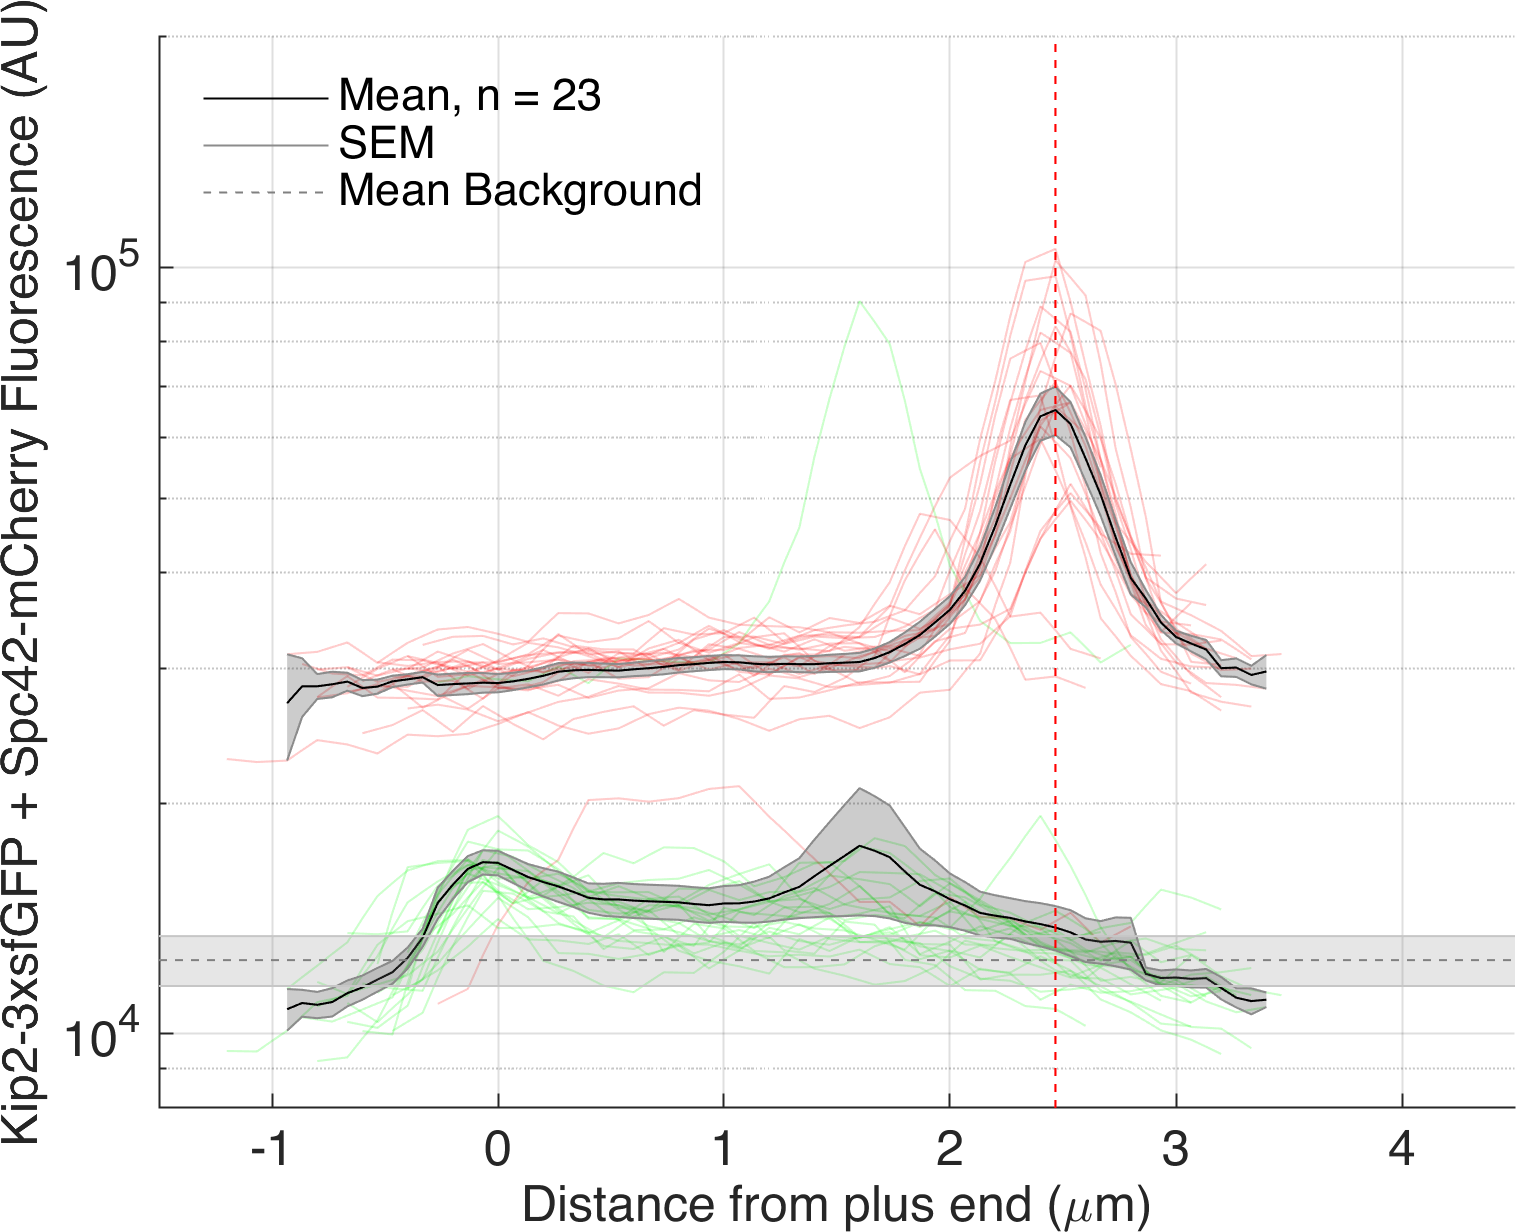 Kip2-3xsfGFP + Spc42-mCherry Fluorescence (AU)
Mean, n = 23
SEM
Mean Background
10^5
10^4
-1 0 1 2 3 4
Distance from plus end (μm)